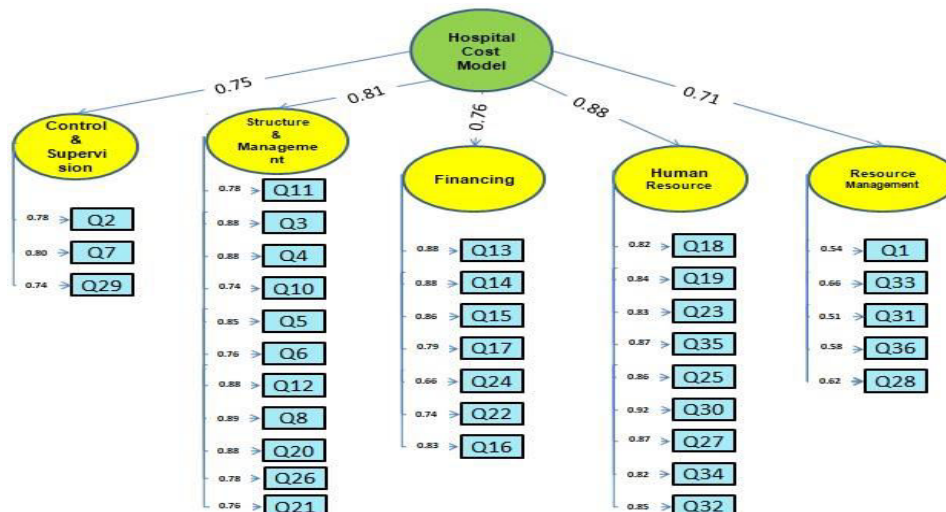 Hospital
Cost
Model
0.75
0.81
0.76
0.88
0.71
Control
&
Supervi
sion
0.78 Q2
0.80 Q7
0.74 Q29
Structure
&
Manageme
nt
0.78 Q11
0.88 Q3
0.88 Q4
0.74 Q10
0.85 Q5
0.76 Q6
0.88 Q12
0.89 Q8
0.88 Q20
0.78 Q26
0.76 Q21
Financing
0.88 Q13
0.88 Q14
0.86 Q15
0.79 Q17
0.66 Q24
0.74 Q22
0.83 Q16
Human
Resource
0.82 Q18
0.84 Q19
0.83 Q23
0.87 Q35
0.86 Q25
0.92 Q30
0.87 Q27
0.82 Q34
0.85 Q32
Resource
Management
0.54 Q1
0.66 Q33
0.51 Q31
0.58 Q36
0.62 Q28